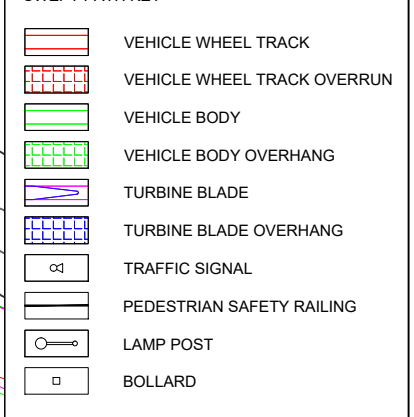 VEHICLE WHEEL TRACK
VEHICLE WHEEL TRACK OVERRUN
VEHICLE BODY
VEHICLE BODY OVERHANG
TURBINE BLADE
TURBINE BLADE OVERHANG
TRAFFIC SIGNAL
PEDESTRIAN SAFETY RAILING
LAMP POST
BOLLARD